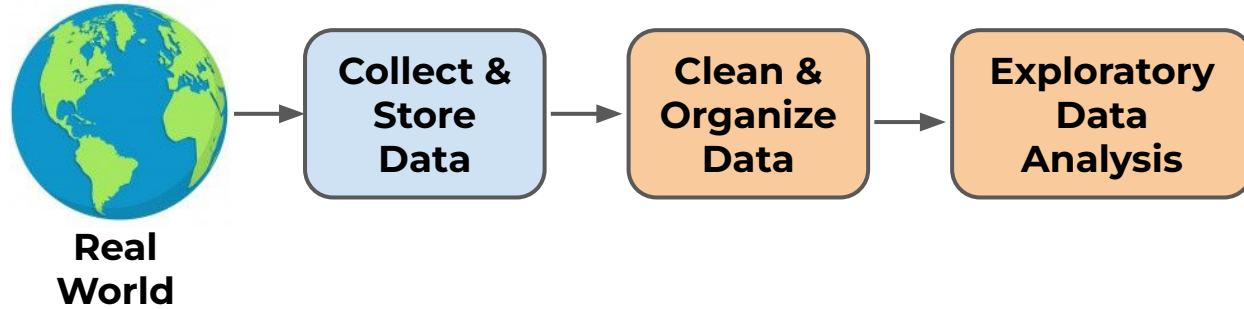 Real
World
Collect &
Store
Data
Clean &
Organize
Data
Exploratory
Data
Analysis